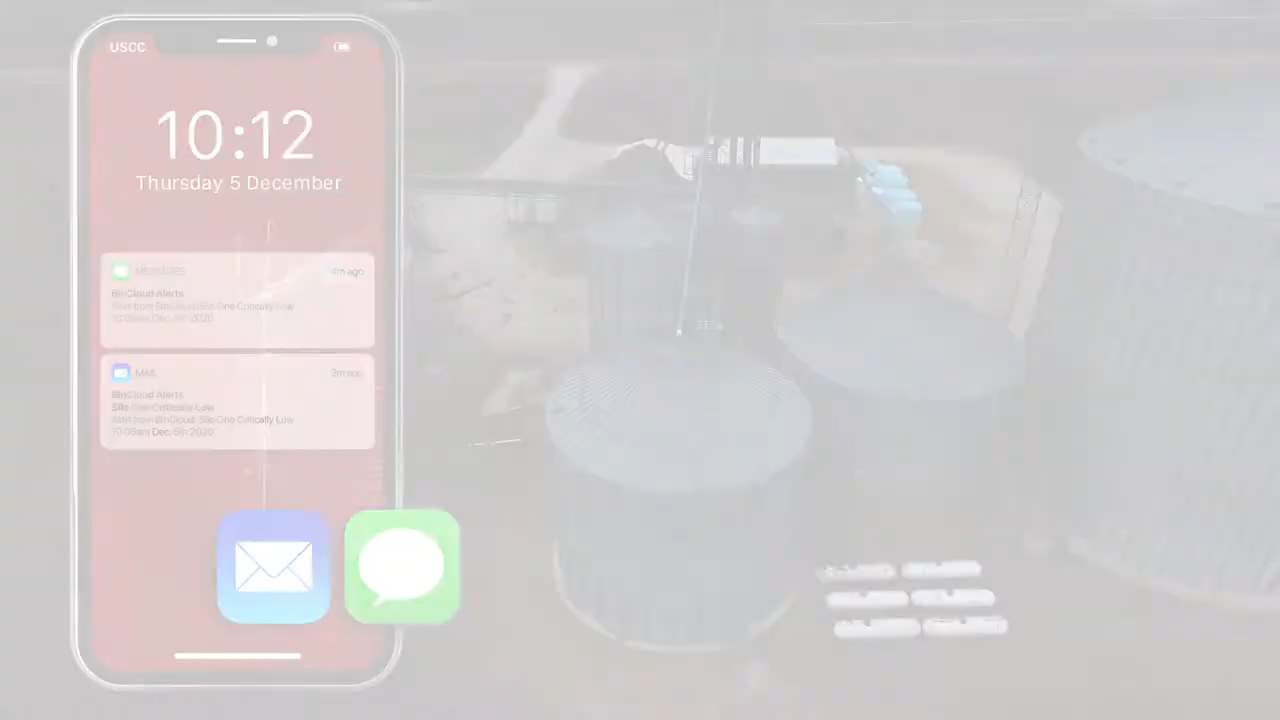 USCC
10:12
Thursday 5 December
MESSAGES
4m ago
BinCloud Alerts
Alert from BinCloud: Silo One Critically Low
10:05am Dec. 5th 2020
MAIL
2m ago
BinCloud Alerts
Silo One Critically Low
Alert from BinCloud: Silo One Critically Low
10:05am Dec. 5th 2020